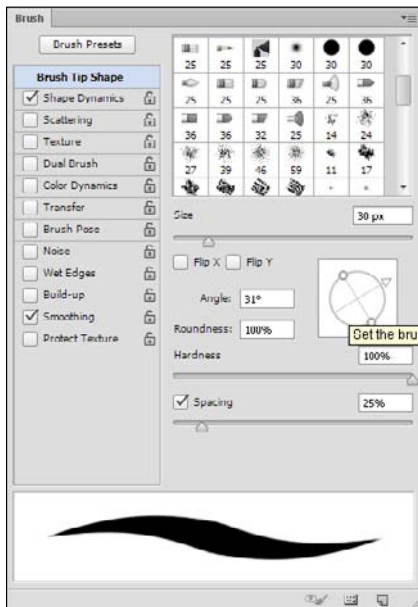 Brush
Brush Presets
Brush Tip Shape
Shape Dynamics
Scattering
Texture
Dual Brush
Color Dynamics
Transfer
Brush Pose
Noise
Wet Edges
Build-up
Smoothing
Protect Texture
25 25 25 30 30 30
25 25 25 36 25 36
36 36 32 25 14 24
27 39 46 59 11 17
Size 30 px
Flip X Flip Y
Angle: 31°
Roundness: 100%
Set the bru
Hardness 100%
Spacing 25%